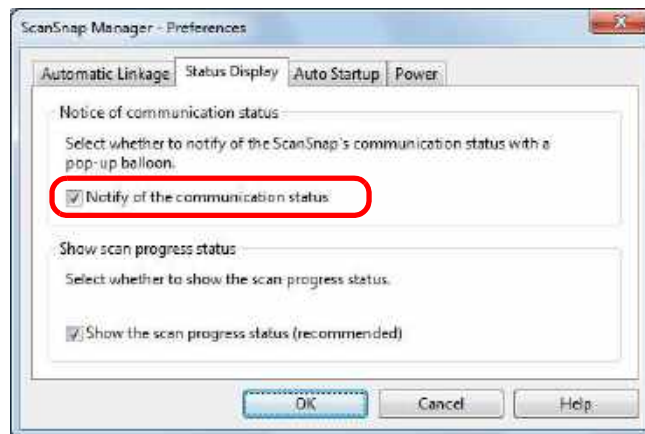 ScanSnap Manager - Preferences
Automatic Linkage Status Display Auto Startup Power
Notice of communication status
Select whether to notify of the ScanSnap's communication status with a
pop-up balloon.
Notify of the communication status
Show scan progress status
Select whether to show the scan progress status.
Show the scan progress status (recommended)
OK Cancel Help